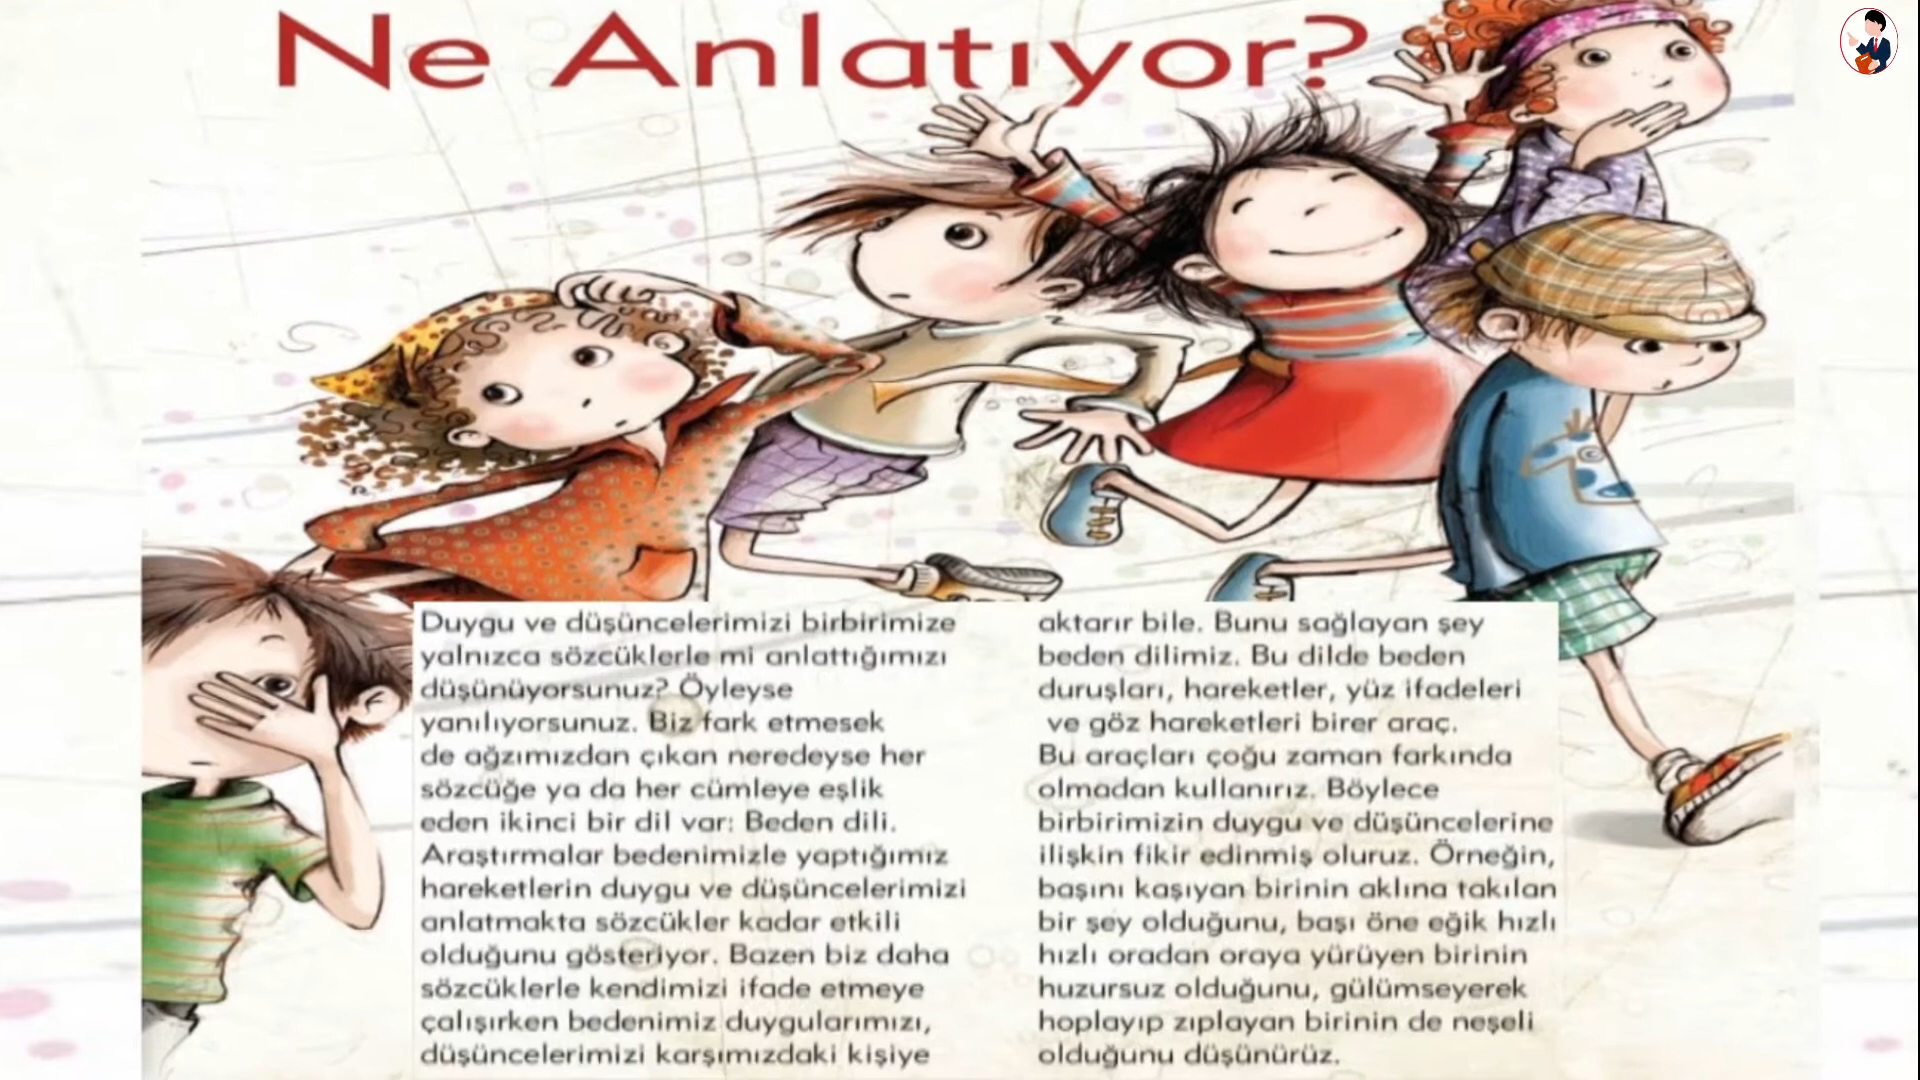 Ne Anlatıyor?
Duygu ve düşüncelerimizi birbirimize
yalnızca sözcüklerle mi anlattığımızı
düşünüyorsunuz? Öyleyse
yanılıyorsunuz. Biz fark etmesek
de ağzımızdan çıkan neredeyse her
sözcüğe ya da her cümleye eşlik
eden ikinci bir dil var: Beden dili.
Araştırmalar bedenimizle yaptığımız
hareketlerin duygu ve düşüncelerimizi
anlatmakta sözcükler kadar etkili
olduğunu gösteriyor. Bazen biz daha
sözcüklerle kendimizi ifade etmeye
çalışırken bedenimiz duygularımızı,
düşüncelerimizi karşımızdaki kişiye
aktarır bile. Bunu sağlayan şey
beden dilimiz. Bu dilde beden
duruşları, hareketler, yüz ifadeleri
ve göz hareketleri birer araç.
Bu araçları çoğu zaman farkında
olmadan kullanırız. Böylece
birbirimizin duygu ve düşüncelerine
ilişkin fikir edinmiş oluruz. Örneğin,
başını kaşıyan birinin aklına takılan
bir şey olduğunu, başı öne eğik hızlı
hızlı oradan oraya yürüyen birinin
huzursuz olduğunu, gülümseyerek
hoplayıp zıplayan birinin de neşeli
olduğunu düşünürüz.